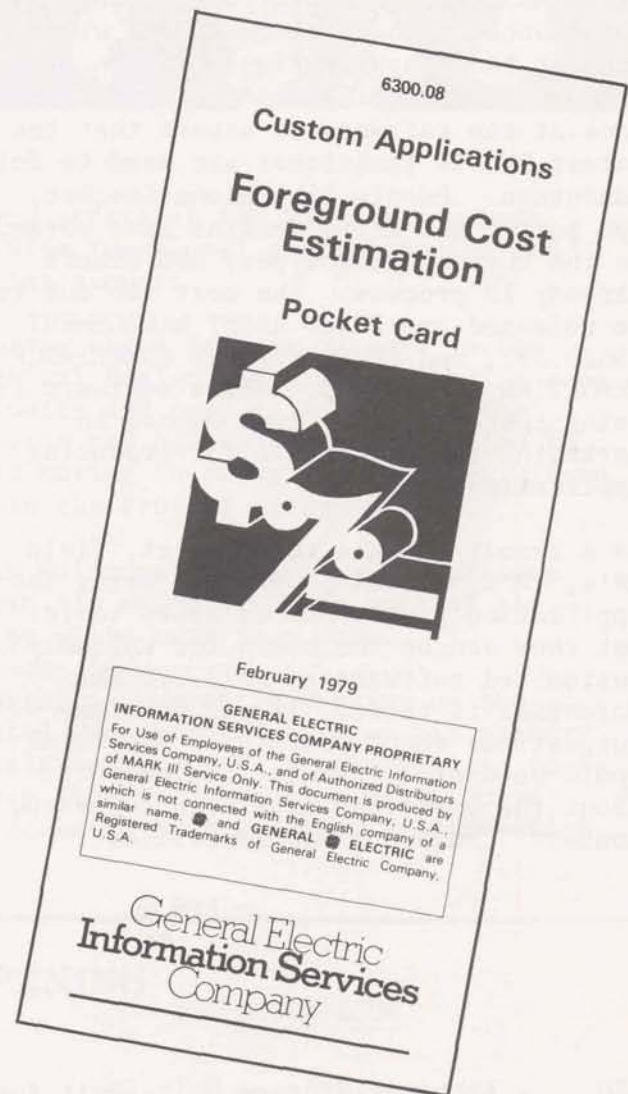 6300.08
Custom Applications
Foreground Cost
Estimation
Pocket Card
February 1979
GENERAL ELECTRIC
INFORMATION SERVICES COMPANY PROPRIETARY
For Use of Employees of the General Electric Information
Services Company, U.S.A., and of Authorized Distributors
of MARK III Service Only. This document is produced by
General Electric Information Services Company, U.S.A.,
which is not connected with the English company of a
similar name. and GENERAL ELECTRIC are
Registered Trademarks of General Electric Company,
U.S.A.
General Electric
Information Services
Company